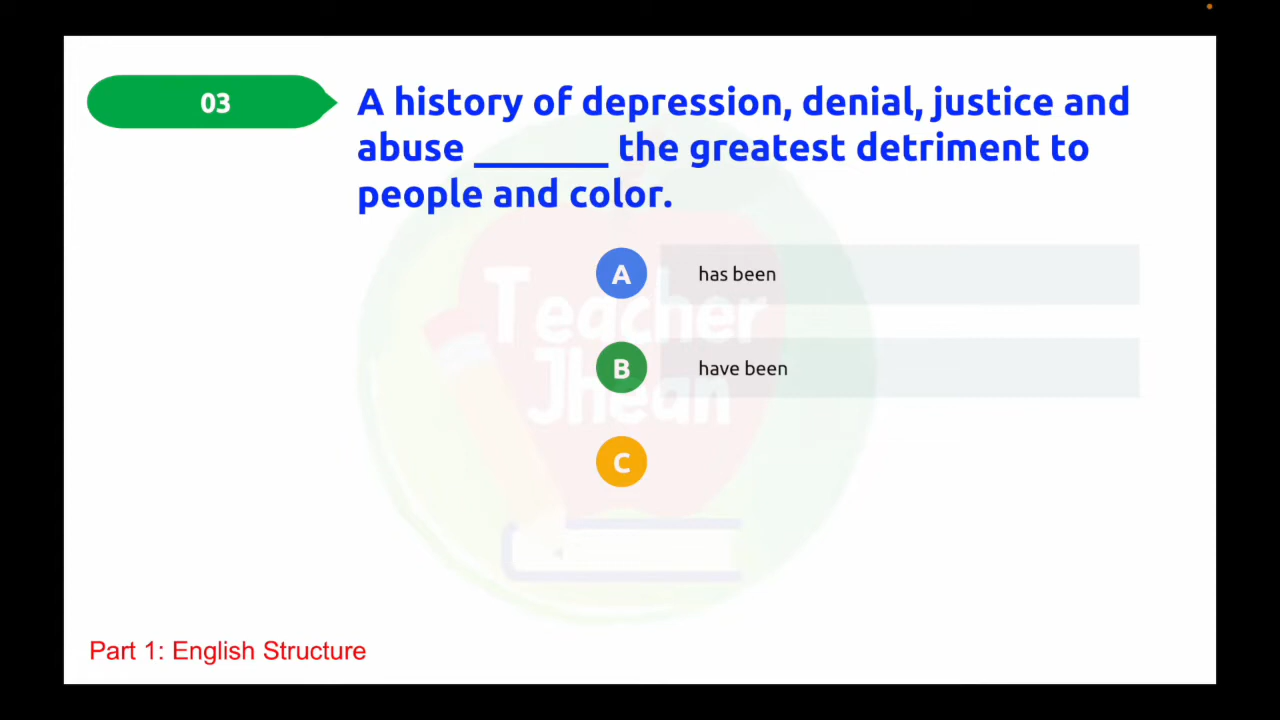 03
A history of depression, denial, justice and
abuse _______ the greatest detriment to
people and color.
A has been
B have been
C
Teacher
Jhean
Part 1: English Structure